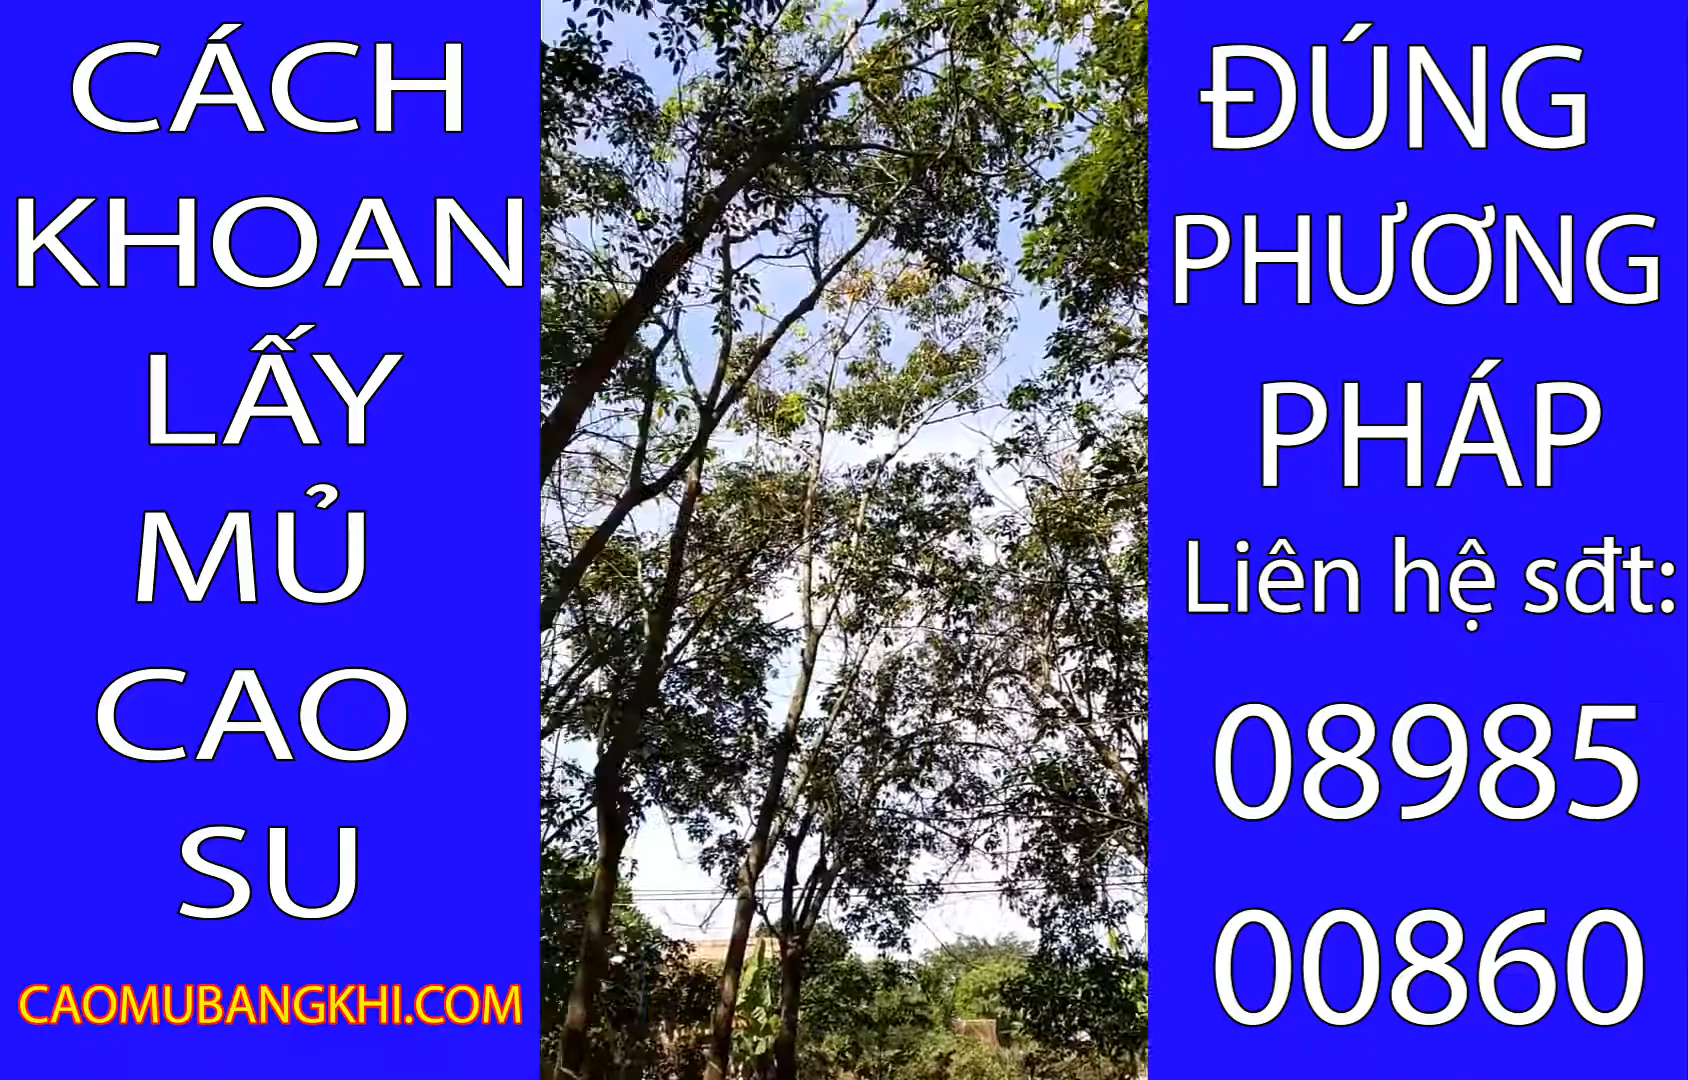 CÁCH
KHOAN
LẤY
MỦ
CAO
SU
CAOMUBANGKHI.COM
ĐÚNG
PHƯƠNG
PHÁP
Liên hệ sđt:
08985
00860